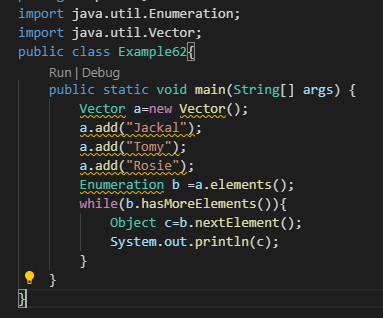 import java.util.Enumeration;
import java.util.Vector;
public class Example62{
Run | Debug
public static void main(String[] args) {
Vector a=new Vector();
a.add("Jackal");
a.add("Tomy");
a.add("Rosie");
Enumeration b =a.elements();
while(b.hasMoreElements()){
Object c=b.nextElement();
System.out.println(c);
}
}
}